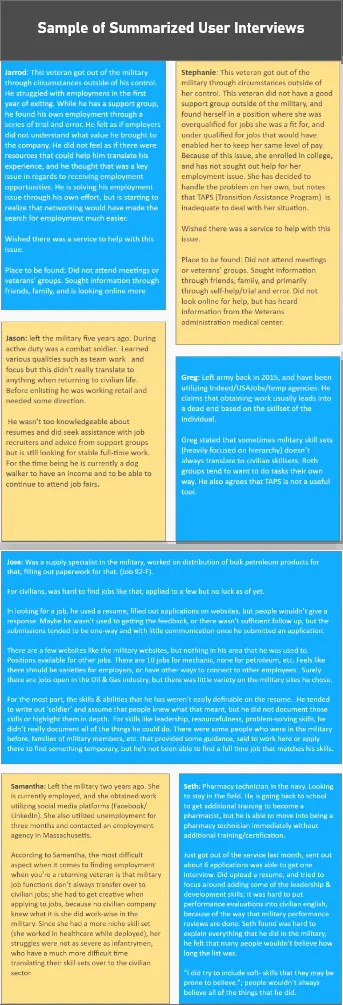 Sample of Summarized User Interviews
Jarrod: This veteran got out of the military
through circumstances outside of his control.
He struggled with employment in the first
year of exiting. While he has a support group,
he found his own employment through a
series of trial and error. He felt as if employers
did not understand what value he brought to
the company. He did not feel as if there were
resources that could help him translate his
experience, and he thought that was a key
issue in regards to receiving employment
opportunities. He is solving his employment
issue through his own effort, but is starting to
realize that networking would have made the
search for employment much easier.
Wished there was a service to help with this
issue.
Place to be found: Did not attend meetings or
veterans' groups. Sought information through
friends, family, and is looking online more
Stephanie: This veteran got out of the
military through circumstances outside of
her control. This veteran did not have a good
support group outside of the military, and
found herself in a position where she was
overqualified for jobs she was a fit for, and
under qualified for jobs that would have
enabled her to keep her same level of pay.
Because of this issue, she enrolled in college,
and has not sought out help for her
employment issue. She has decided to
handle the problem on her own, but notes
that TAPS (Transition Assistance Program) is
inadequate to deal with her situation.
Wished there was a service to help with this
issue.
Place to be found: Did not attend meetings
or veterans' groups. Sought information
through friends, family, and primarily
through self-help/trial and error. Did not
look online for help, but has heard
information from the Veterans
administration medical center.
Jason: left the military five years ago. During
active duty was a combat soldier. I earned
various qualities such as team work and
focus but this didn't really translate to
anything when returning to civilian life.
Before enlisting he was working retail and
needed some direction.
He wasn't too knowledgeable about
resumes and did seek assistance with job
recruiters and advice from support groups
but is still looking for stable full-time work.
For the time being he is currently a dog
walker to have an income and to be able to
continue to attend job fairs.
Greg: Left army back in 2015, and have been
utilizing Indeed/USAJobs/temp agencies. He
claims that obtaining work usually leads into
a dead end based on the skillset of the
individual.
Greg stated that sometimes military skill sets
(heavily focused on hierarchy) doesn't
always translate to civilian skillsets. Both
groups tend to want to do tasks their own
way. He also agrees that TAPS is not a useful
tool.
Jose: Was a supply specialist in the military, worked on distribution of bulk petroleum products for
that, filling out paperwork for that. (Job 92-F).
For civilians, was hard to find jobs like that, applied to a few but no luck as of yet.
In looking for a job, he used a resume, filled out applications on websites, but people wouldn't give a
response. Maybe he wasn't used to getting the feedback, or there wasn't sufficient follow up, but the
submissions tended to be one-way and with little communication once he submitted an application.
There are a few websites like the military websites, but nothing in his area that he was used to.
Positions available for other jobs. There are 10 jobs for mechanic, none for petroleum, etc. Feels like
there should be varieties for employers, or have other ways to connect to other employees. Surely
there are jobs open in the Oil & Gas industry, but there was little variety on the military sites he chose.
For the most part, the skills & abilities that he has weren't easily definable on the resume. He tended
to write out 'soldier' and assume that people knew what that meant, but he did not document those
skills or highlight them in depth. For skills like leadership, resourcefulness, problem-solving skills, he
didn't really document all of the things he could do. There were some people who were in the military
before, families of military members, etc. that provided some guidance, said to work here or apply
there to find something temporary, but he's not been able to find a full time job that matches his skills.
Samantha: Left the military two years ago. She
is currently employed, and she obtained work
utilizing social media platforms (Facebook/
LinkedIn). She also utilized unemployment for
three months and contacted an employment
agency in Massachusetts.
According to Samantha, the most difficult
aspect when it comes to finding employment
when you're a returning veteran is that military
job functions don't always transfer over to
civilian jobs; she had to get creative when
applying to jobs, because no civilian company
knew what it is she did work-wise in the
military. Since she had a more niche skill set
(she worked in healthcare while deployed), her
struggles were not as severe as infantrymen,
who have a much more difficult time
translating their skill sets over to the civilian
sector
Seth: Pharmacy technician in the navy. Looking
to stay in the field. He is going back to school
to get additional training to become a
pharmacist, but he is able to move into being a
pharmacy technician immediately without
additional training/certification.
Just got out of the service last month, sent out
about 6 applications was able to get one
interview. Did upload a resume, and tried to
focus around adding some of the leadership &
development skills; it was hard to put
performance evaluations into civilian english,
because of the way that military performance
reviews are done. Seth found was hard to
explain everything that he did in the military,
he felt that many people wouldn't believe how
long the list was.
"I did try to include soft- skills that they may be
prone to believe."; people wouldn't always
believe all of the things that he did.